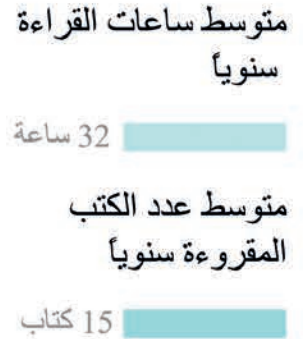 متوسط ساعات القراءة
سنوياً
32 ساعة
متوسط عدد الكتب
المقروءة سنوياً
15 كتاب